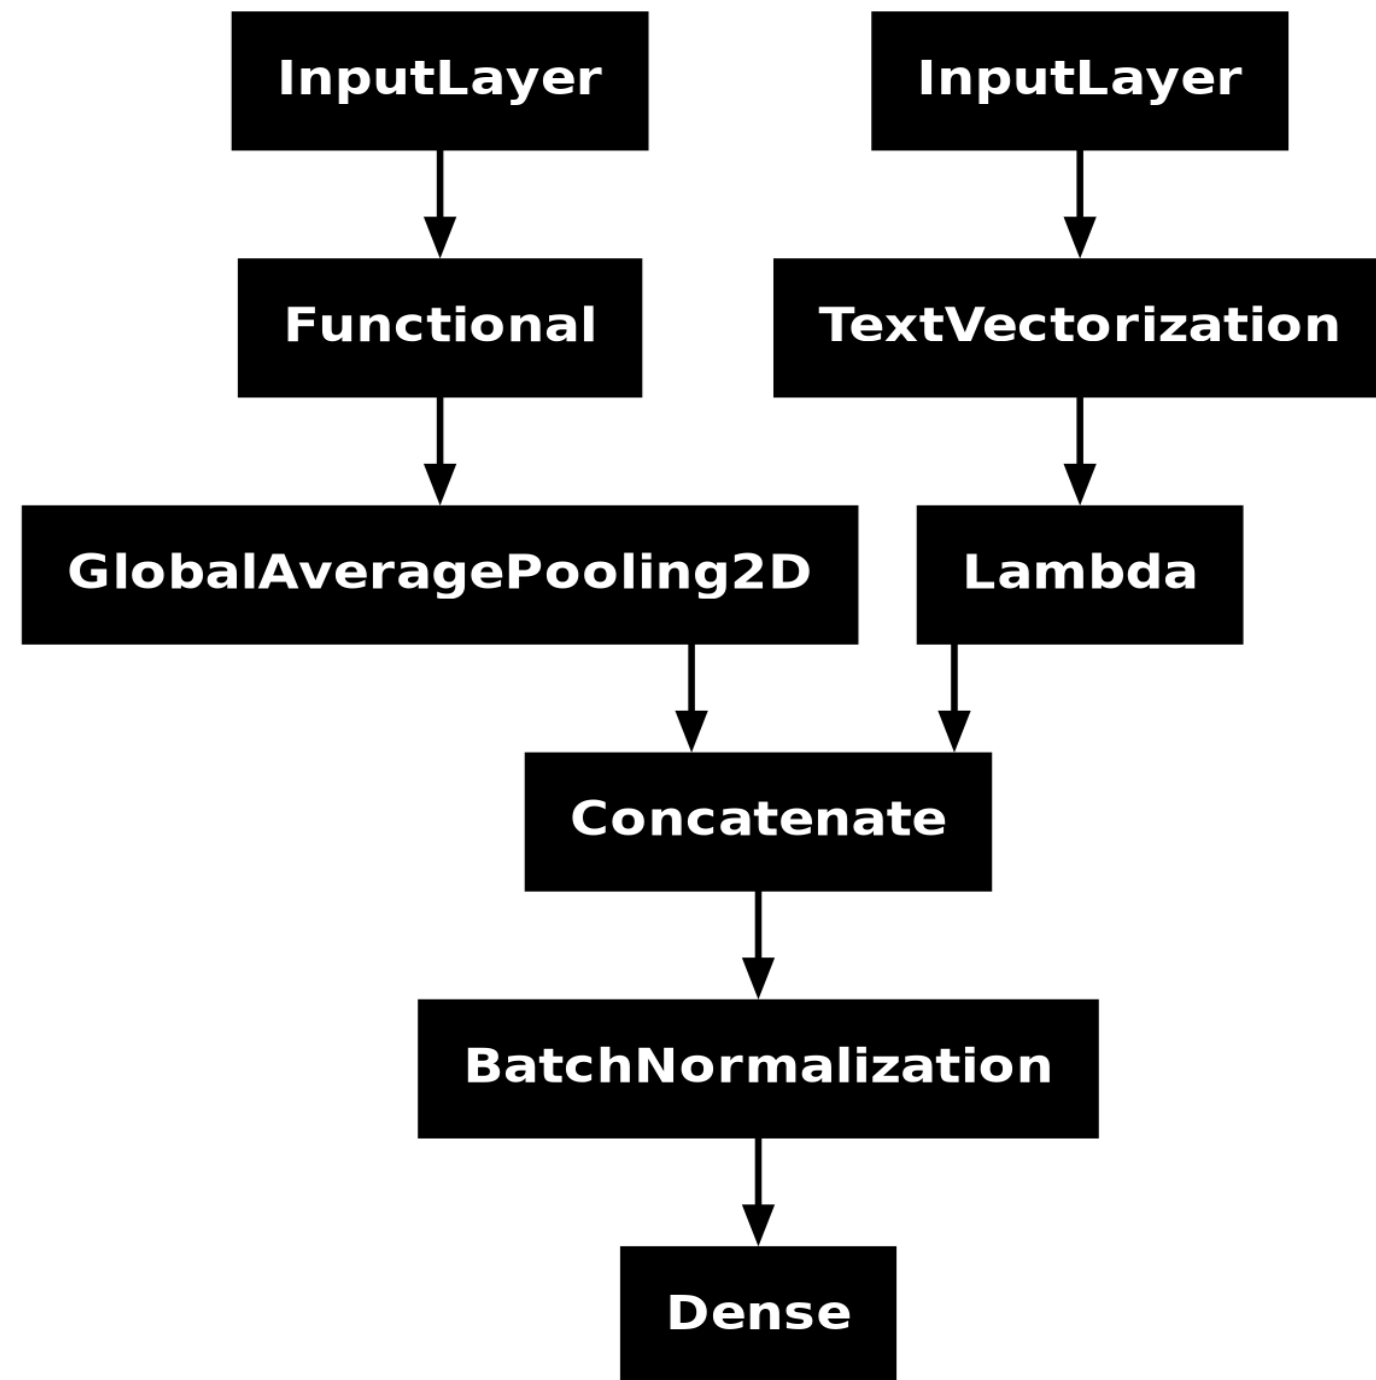 InputLayer
InputLayer
Functional
TextVectorization
GlobalAveragePooling2D
Lambda
Concatenate
BatchNormalization
Dense